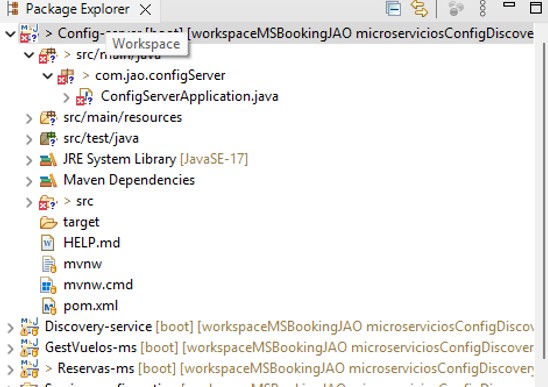 Package Explorer
> Config-server [boot] [workspaceMSBookingJAO microserviciosConfigDiscove
Workspace
> src/main/java
> com.jao.configServer
ConfigServerApplication.java
src/main/resources
src/test/java
JRE System Library [JavaSE-17]
Maven Dependencies
> src
target
HELP.md
mvnw
mvnw.cmd
pom.xml
Discovery-service [boot] [workspaceMSBookingJAO microserviciosConfigDiscov
GestVuelos-ms [boot] [workspaceMSBookingJAO microserviciosConfigDiscove
> Reservas-ms [boot] [workspaceMSBookingJAO microserviciosConfigDiscov